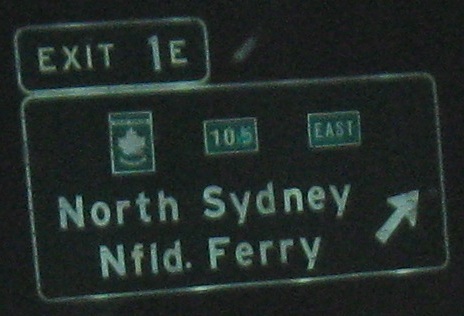 EXIT 1E
105 EAST
North Sydney
Nfld. Ferry